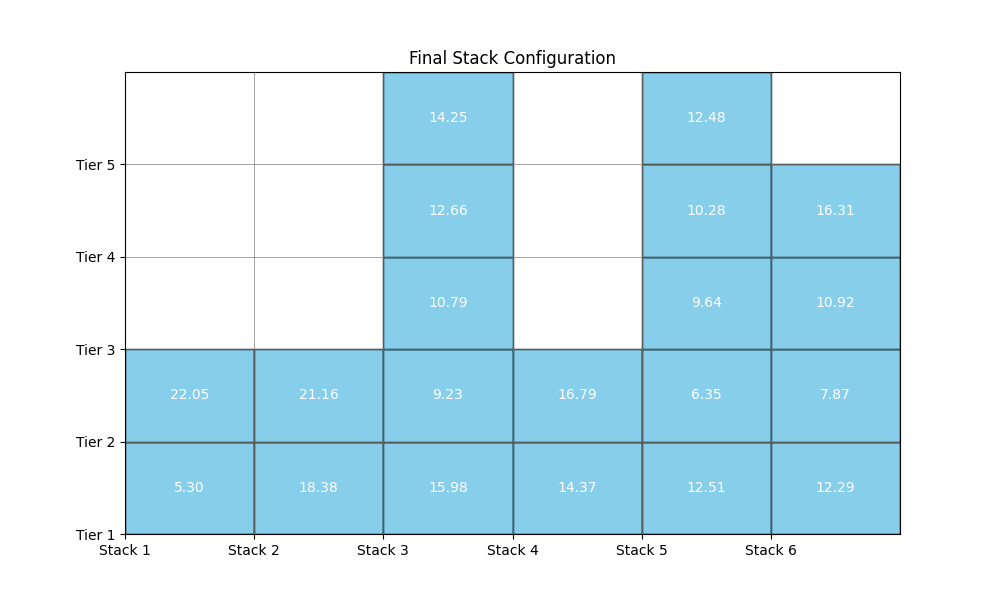 Final Stack Configuration
14.25 12.48
Tier 5
12.66 10.28 16.31
Tier 4
10.79 9.64 10.92
Tier 3
22.05 21.16 9.23 16.79 6.35 7.87
Tier 2
5.30 18.38 15.98 14.37 12.51 12.29
Tier 1
Stack 1 Stack 2 Stack 3 Stack 4 Stack 5 Stack 6